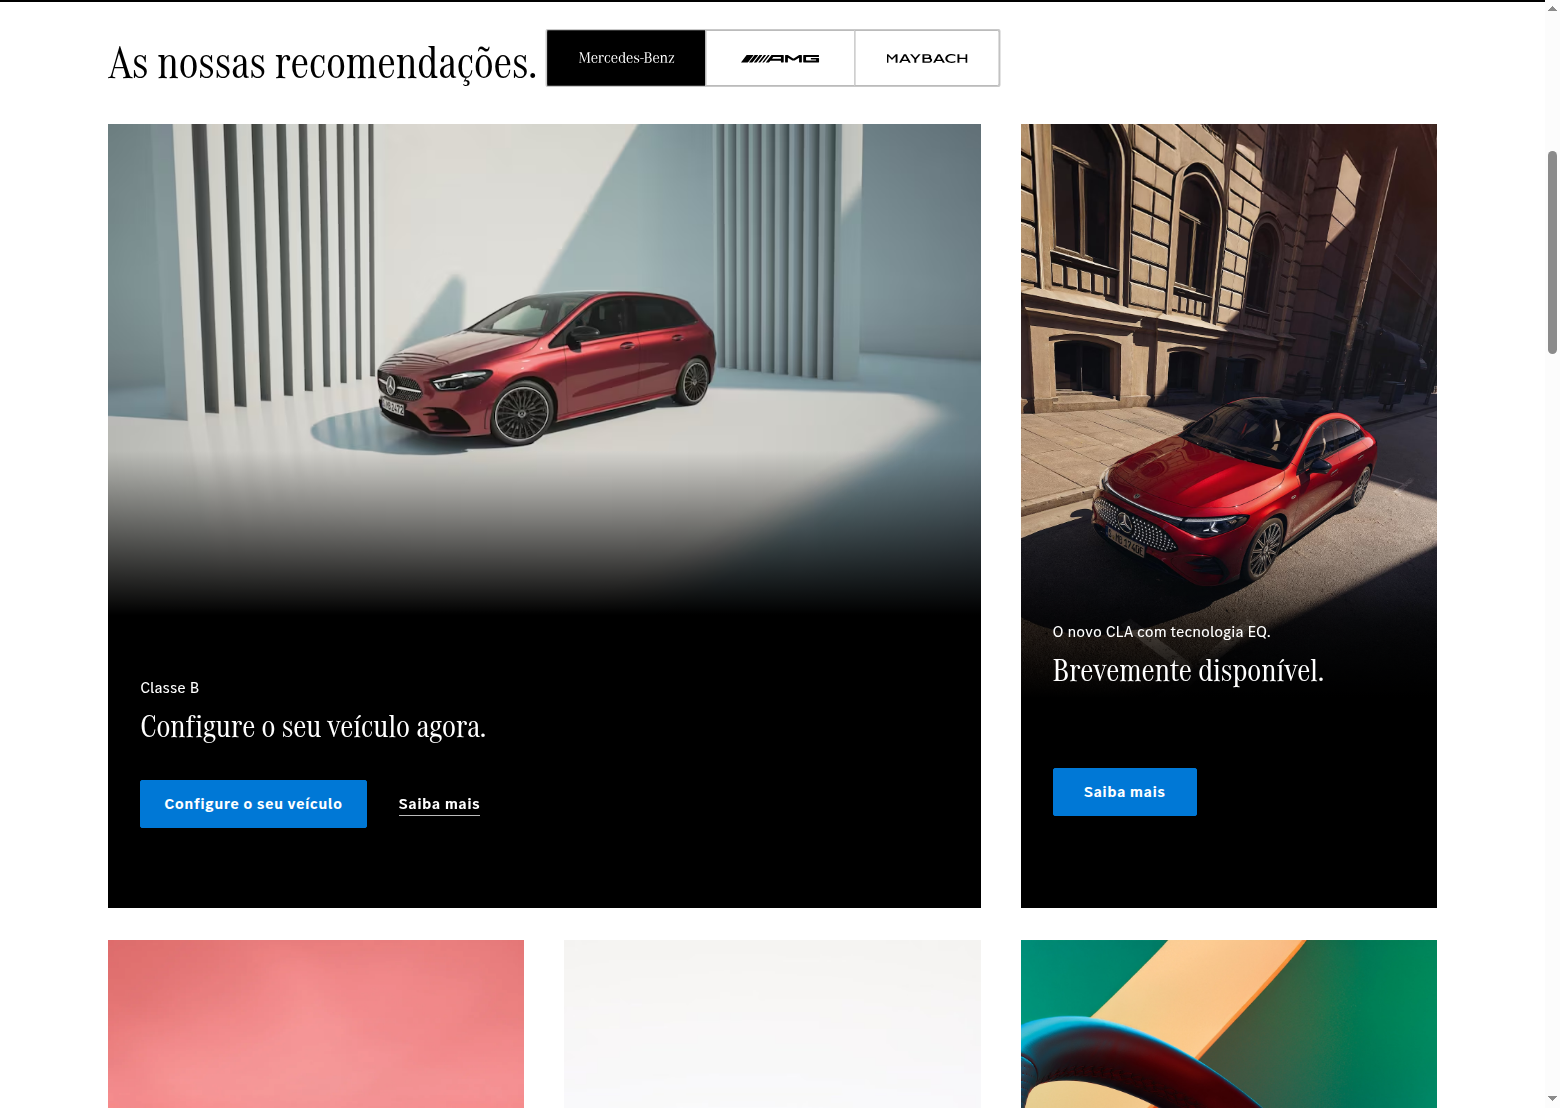 As nossas recomendações.
Mercedes-Benz
AMG
MAYBACH
Classe B
Configure o seu veículo agora.
Configure o seu veículo
Saiba mais
O novo CLA com tecnologia EQ.
Brevemente disponível.
Saiba mais